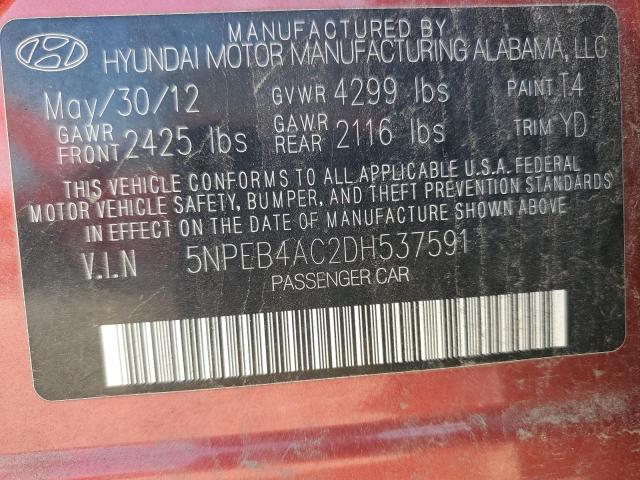 MANUFACTURED BY
HYUNDAI MOTOR MANUFACTURING ALABAMA, LLC
May/30/12 GVWR 4299 lbs PAINT T4
GAWR FRONT 2425 lbs GAWR REAR 2116 lbs TRIM YD
THIS VEHICLE CONFORMS TO ALL APPLICABLE U.S.A. FEDERAL
MOTOR VEHICLE SAFETY, BUMPER, AND THEFT PREVENTION STANDARDS
IN EFFECT ON THE DATE OF MANUFACTURE SHOWN ABOVE
V.I.N 5NPEB4AC2DH537591
PASSENGER CAR